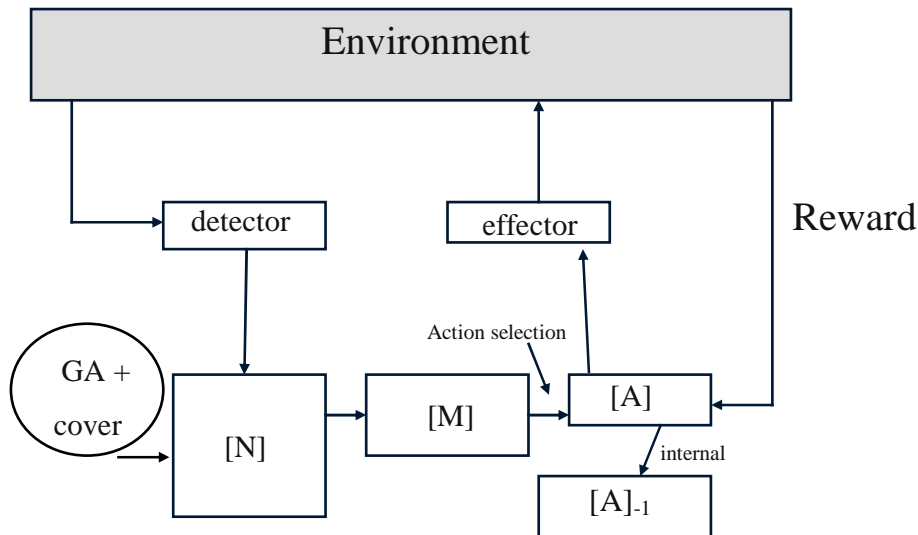 Environment
detector
effector
Reward
Action selection
GA +
cover
[N]
[M]
[A]
internal
[A]-1